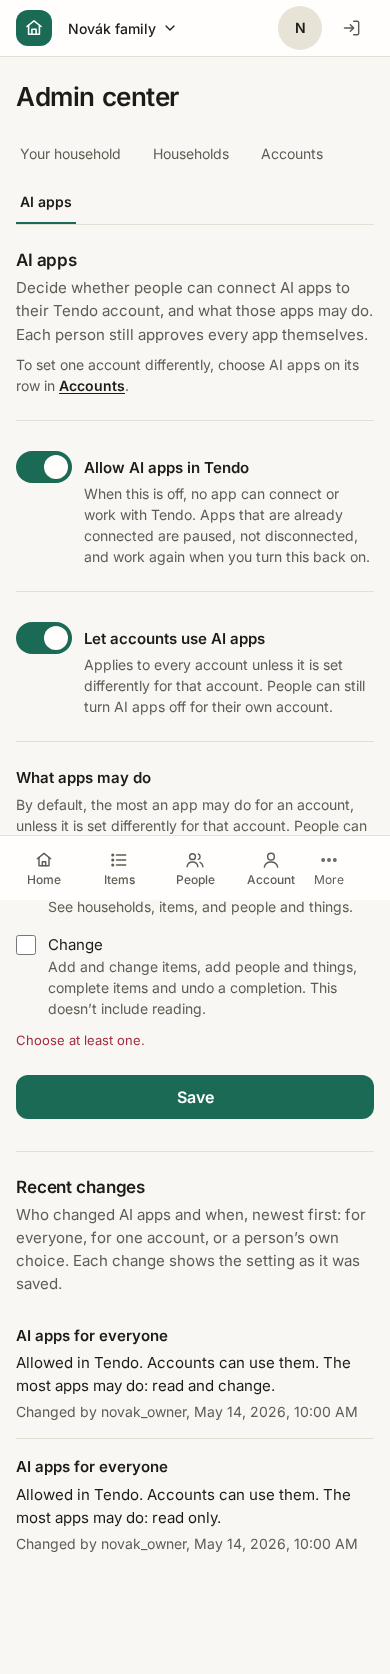 Novák family
N
Admin center
Your household
Households
Accounts
AI apps
AI apps
Decide whether people can connect AI apps to
their Tendo account, and what those apps may do.
Each person still approves every app themselves.
To set one account differently, choose AI apps on its
row in Accounts.
Allow AI apps in Tendo
When this is off, no app can connect or
work with Tendo. Apps that are already
connected are paused, not disconnected,
and work again when you turn this back on.
Let accounts use AI apps
Applies to every account unless it is set
differently for that account. People can still
turn AI apps off for their own account.
What apps may do
By default, the most an app may do for an account,
unless it is set differently for that account. People can
Home
Items
People
Account
More
See households, items, and people and things.
Change
Add and change items, add people and things,
complete items and undo a completion. This
doesn’t include reading.
Choose at least one.
Save
Recent changes
Who changed AI apps and when, newest first: for
everyone, for one account, or a person’s own
choice. Each change shows the setting as it was
saved.
AI apps for everyone
Allowed in Tendo. Accounts can use them. The
most apps may do: read and change.
Changed by novak_owner, May 14, 2026, 10:00 AM
AI apps for everyone
Allowed in Tendo. Accounts can use them. The
most apps may do: read only.
Changed by novak_owner, May 14, 2026, 10:00 AM